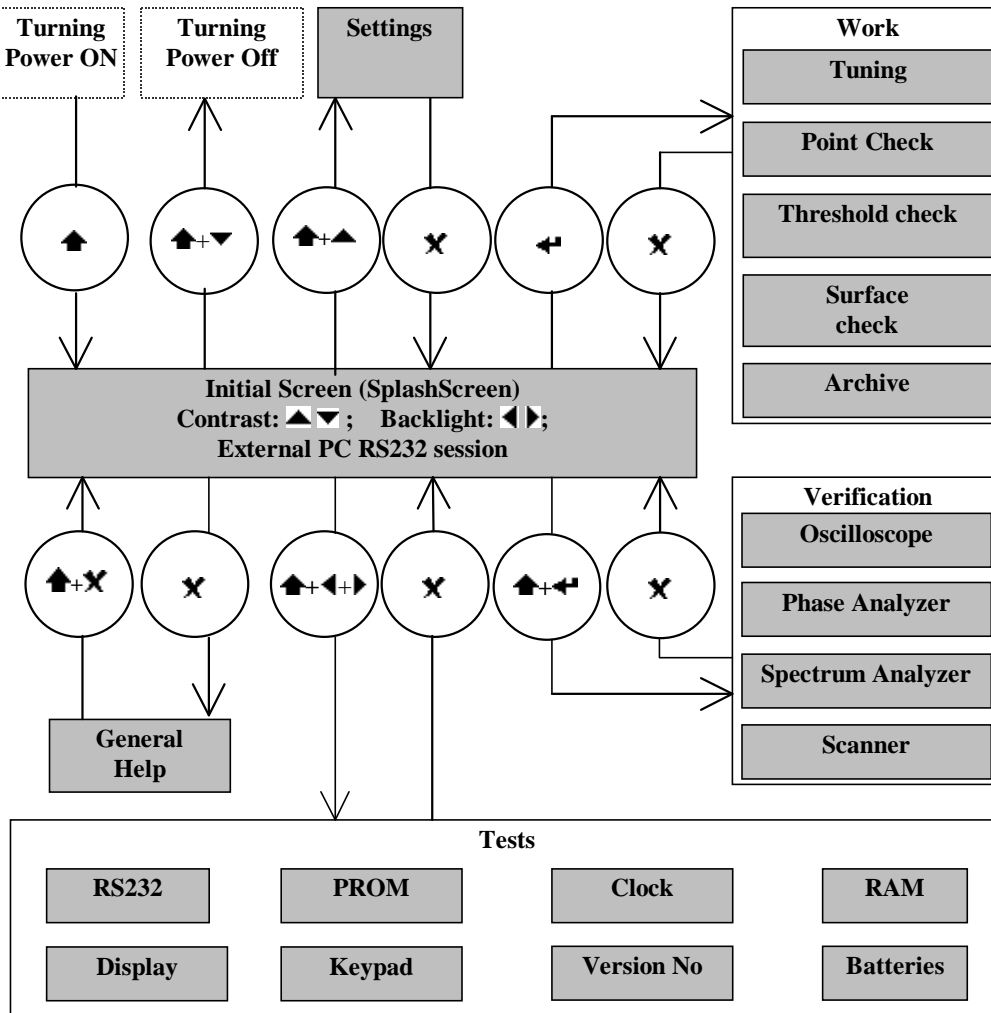 Turning
Power ON
Turning
Power Off
Settings
Work
Tuning
Point Check
Threshold check
Surface
check
Archive
+
+
Initial Screen (SplashScreen)
Contrast: ▲ ▼ ; Backlight: ◀ ▶;
External PC RS232 session
+
+ +
+
Verification
Oscilloscope
Phase Analyzer
Spectrum Analyzer
Scanner
General
Help
Tests
RS232
PROM
Clock
RAM
Display
Keypad
Version No
Batteries